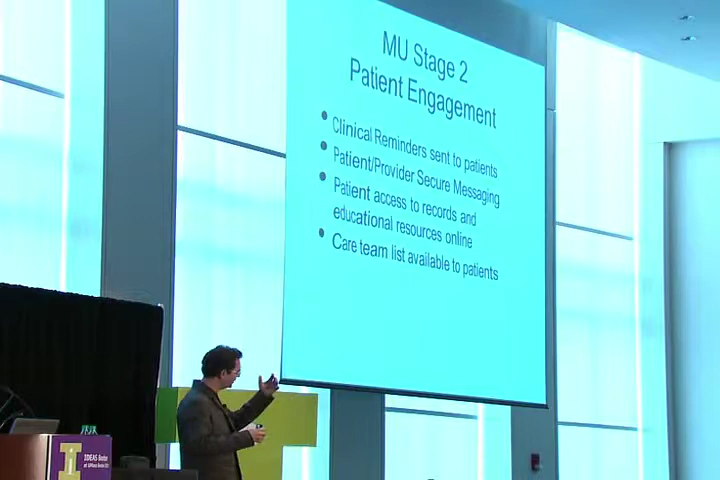 MU Stage 2
Patient Engagement
• Clinical Reminders sent to patients
• Patient/Provider Secure Messaging
• Patient access to records and
educational resources online
• Care team list available to patients
I
IDEAS Boston